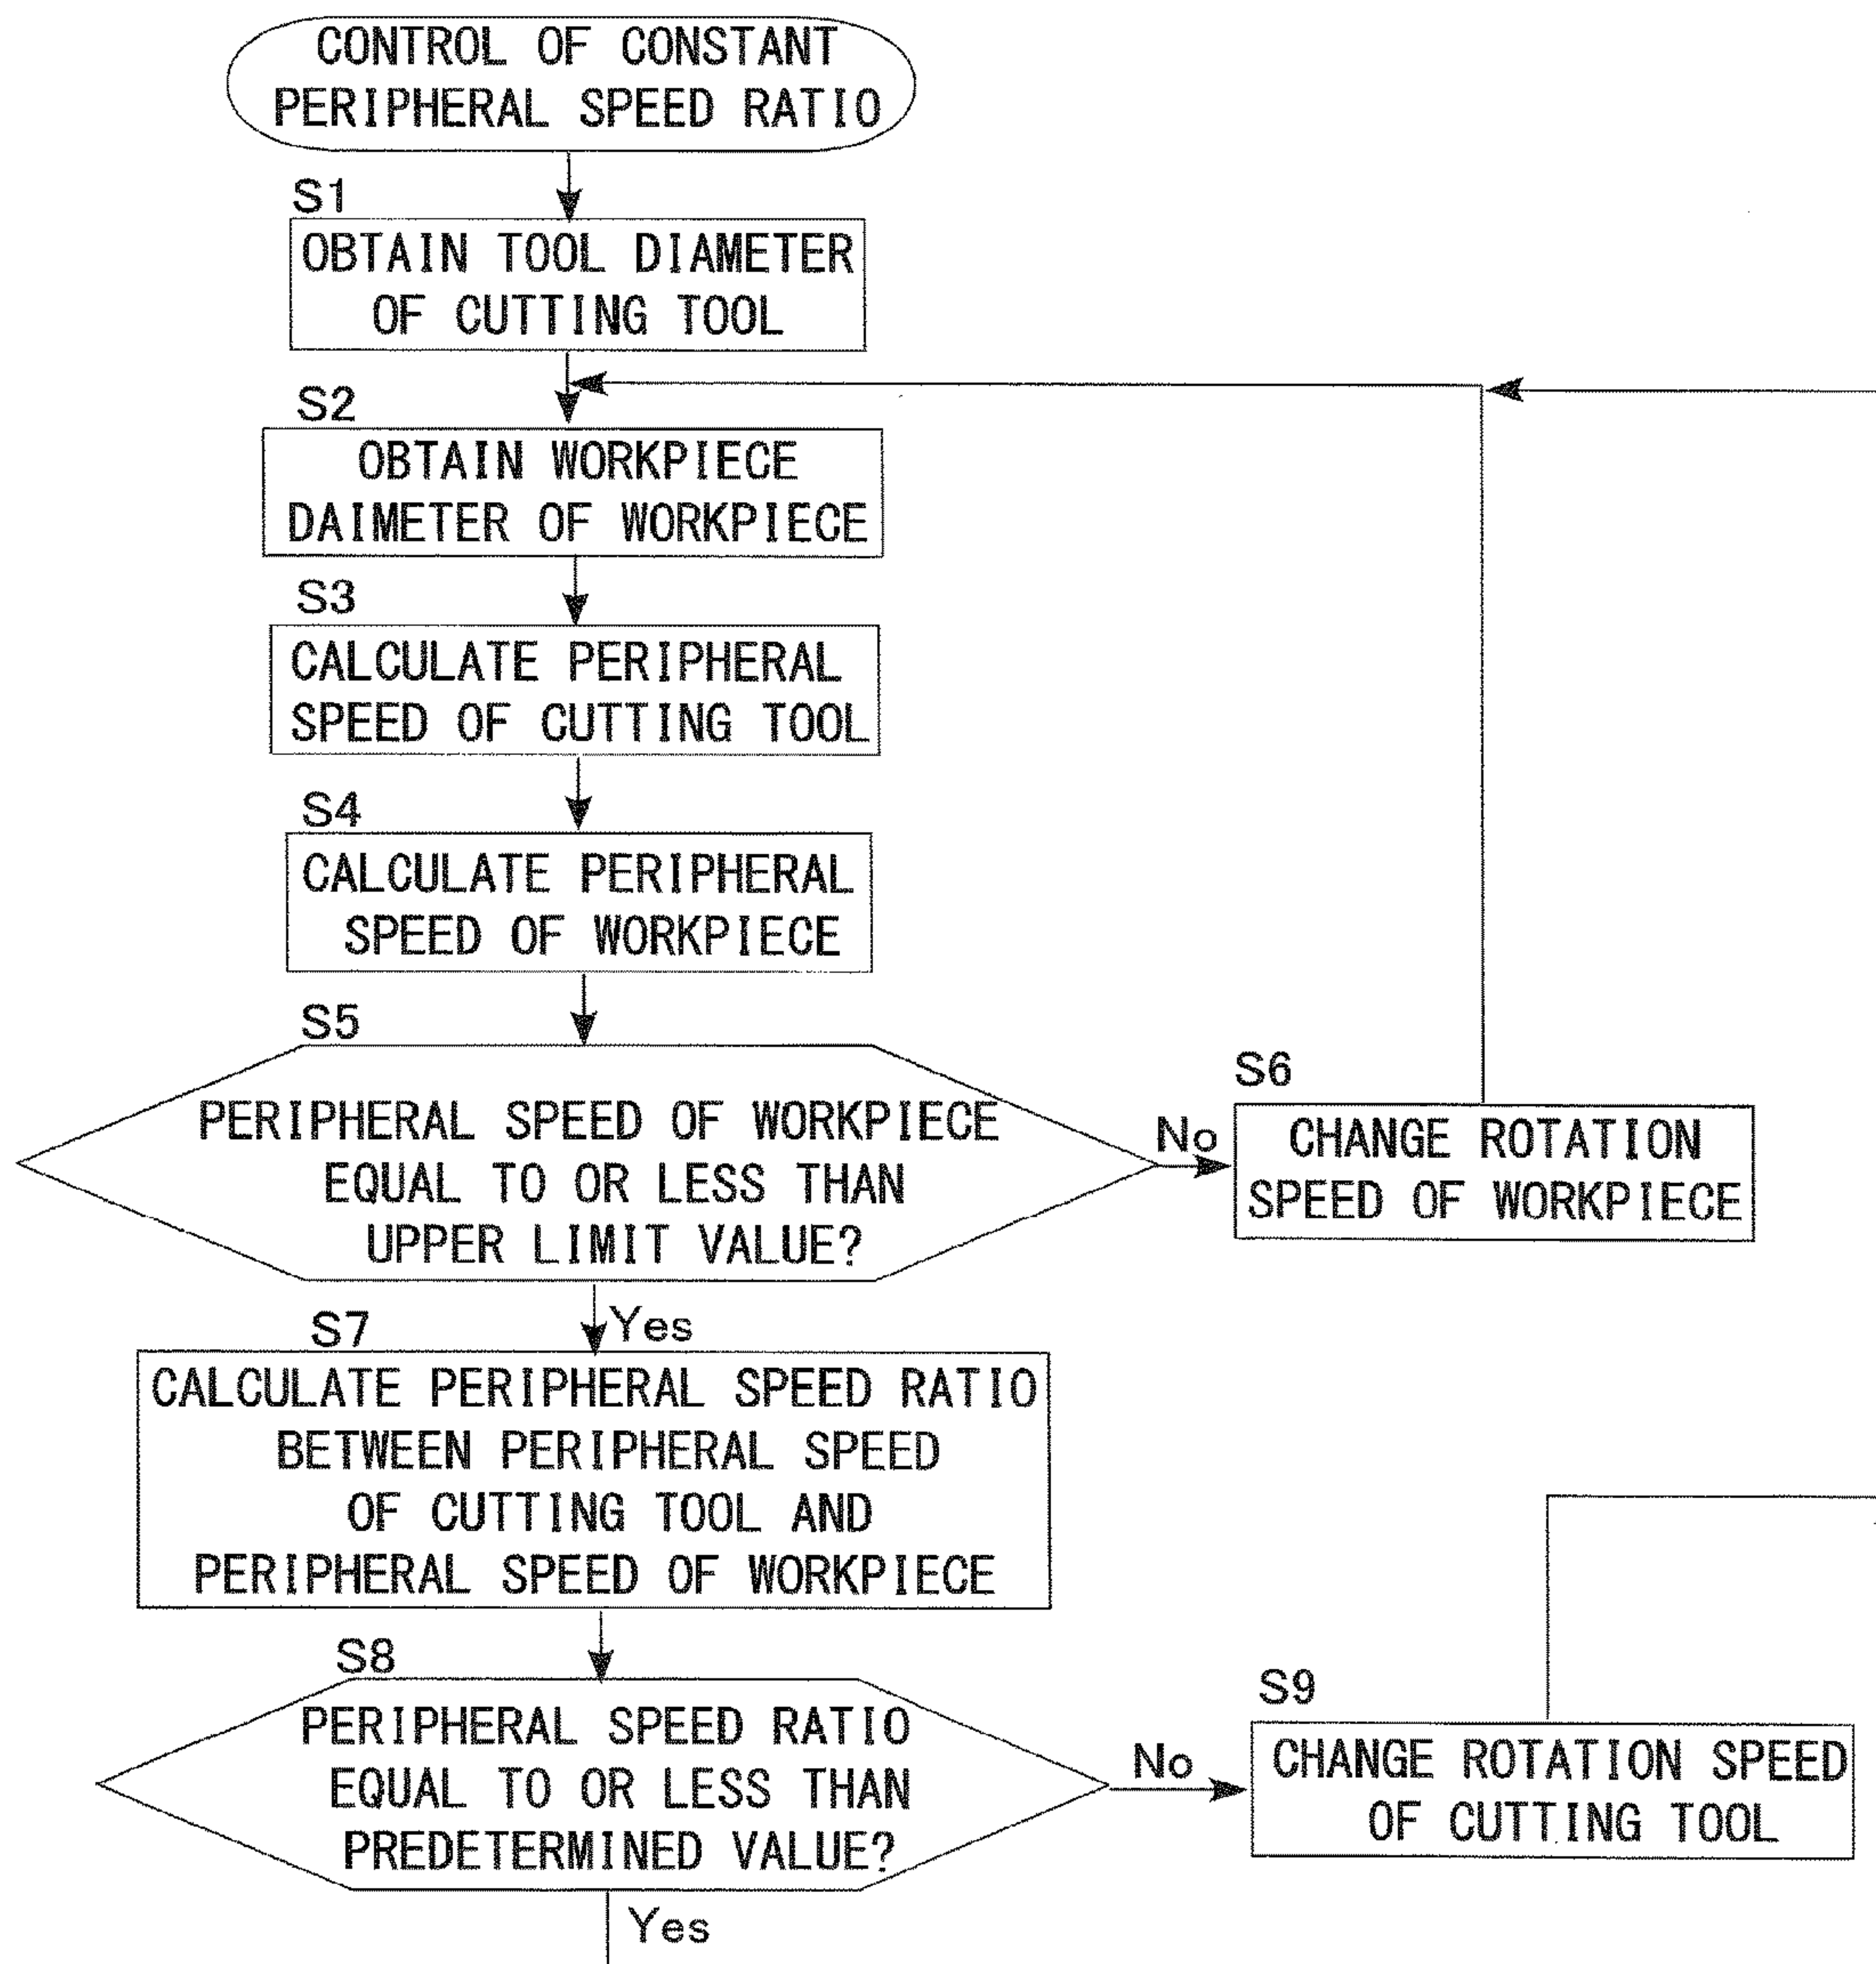 CONTROL OF CONSTANT
PERIPHERAL SPEED RATIO
S1
OBTAIN TOOL DIAMETER
OF CUTTING TOOL
S2
OBTAIN WORKPIECE
DAIMETER OF WORKPIECE
S3
CALCULATE PERIPHERAL
SPEED OF CUTTING TOOL
S4
CALCULATE PERIPHERAL
SPEED OF WORKPIECE
S5
PERIPHERAL SPEED OF WORKPIECE
EQUAL TO OR LESS THAN
UPPER LIMIT VALUE?
No
S6
CHANGE ROTATION
SPEED OF WORKPIECE
Yes
S7
CALCULATE PERIPHERAL SPEED RATIO
BETWEEN PERIPHERAL SPEED
OF CUTTING TOOL AND
PERIPHERAL SPEED OF WORKPIECE
S8
PERIPHERAL SPEED RATIO
EQUAL TO OR LESS THAN
PREDETERMINED VALUE?
No
S9
CHANGE ROTATION SPEED
OF CUTTING TOOL
Yes